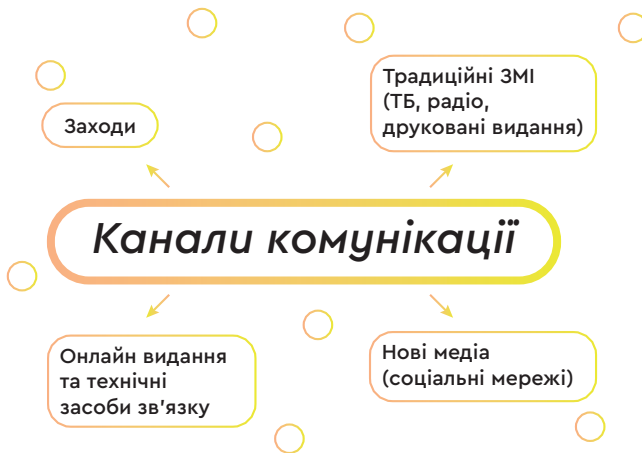 Традиційні ЗМІ
(ТБ, радіо,
друковані видання)
Заходи
Канали комунікації
Онлайн видання
та технічні
засоби зв'язку
Нові медіа
(соціальні мережі)